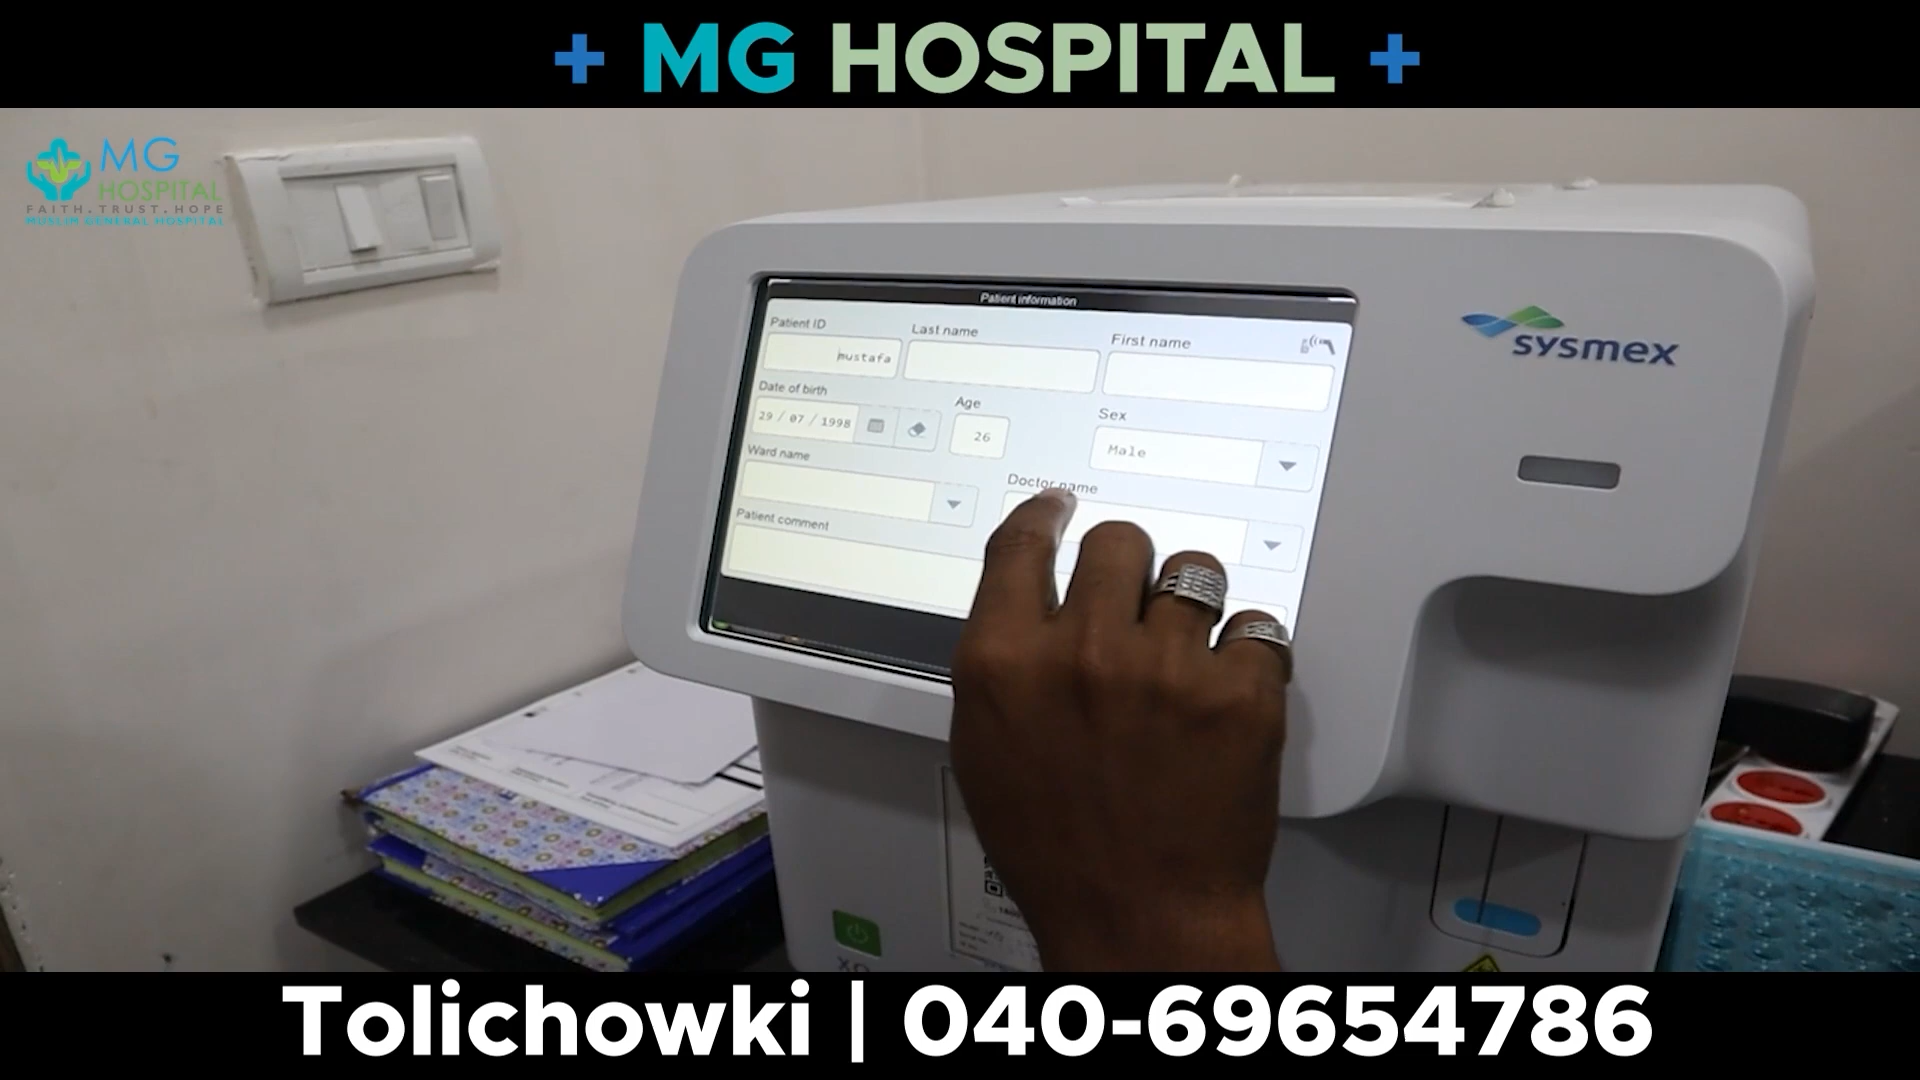 + MG HOSPITAL +
MG
HOSPITAL
FAITH.TRUST.HOPE
MUSLIM GENERAL HOSPITAL
Patient information
Patient ID
Last name
First name
mustafa
Date of birth
Age
Sex
29 / 07 / 1998
26
Male
Ward name
Doctor name
Patient comment
sysmex
Tolichowki | 040-69654786